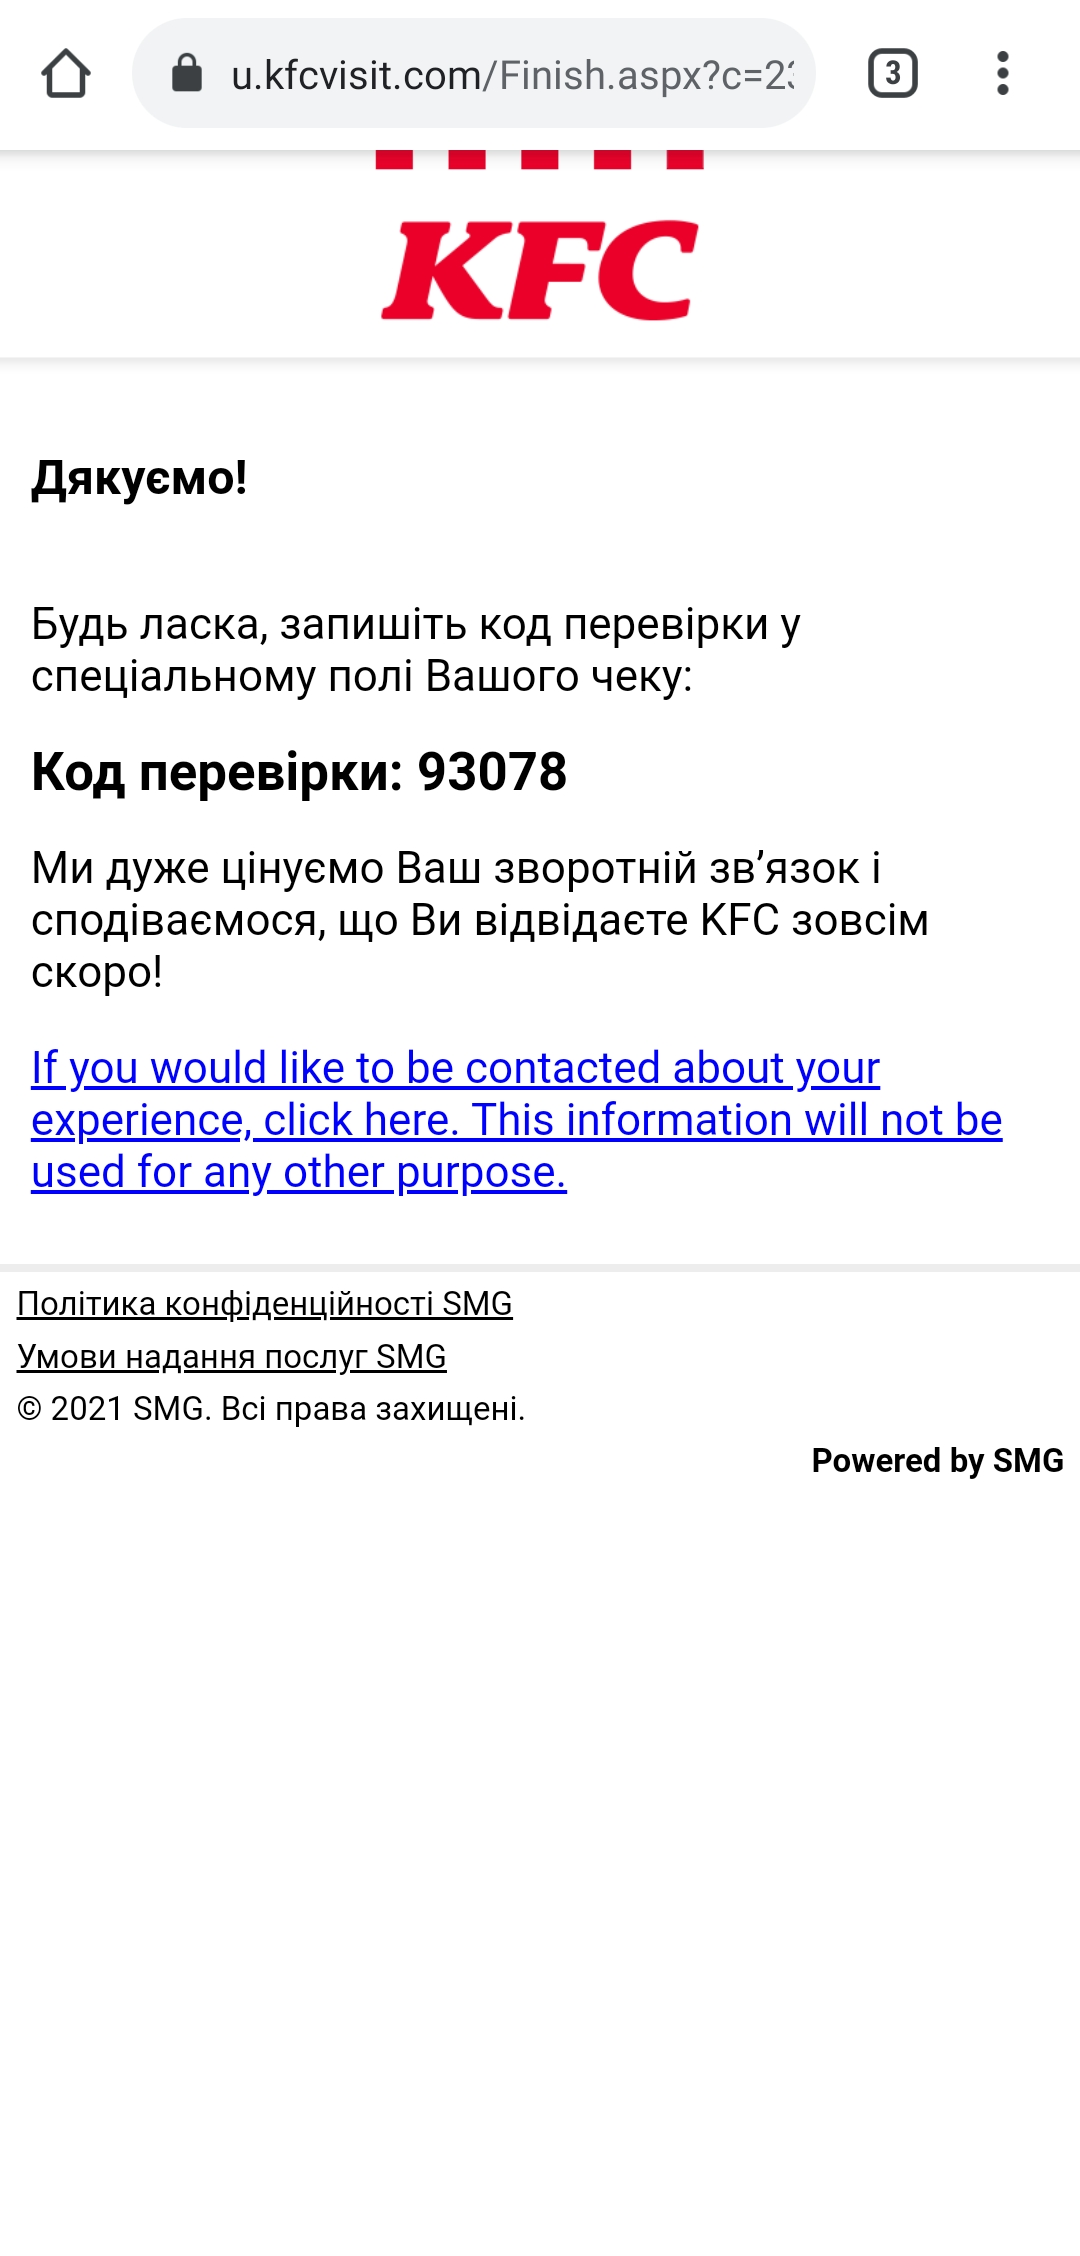 u.kfcvisit.com/Finish.aspx?c=23
3
KFC
Дякуємо!
Будь ласка, запишіть код перевірки у
спеціальному полі Вашого чеку:
Код перевірки: 93078
Ми дуже цінуємо Ваш зворотній зв’язок і
сподіваємося, що Ви відвідаєте KFC зовсім
скоро!
If you would like to be contacted about your
experience, click here. This information will not be
used for any other purpose.
Політика конфіденційності SMG
Умови надання послуг SMG
© 2021 SMG. Всі права захищені.
Powered by SMG